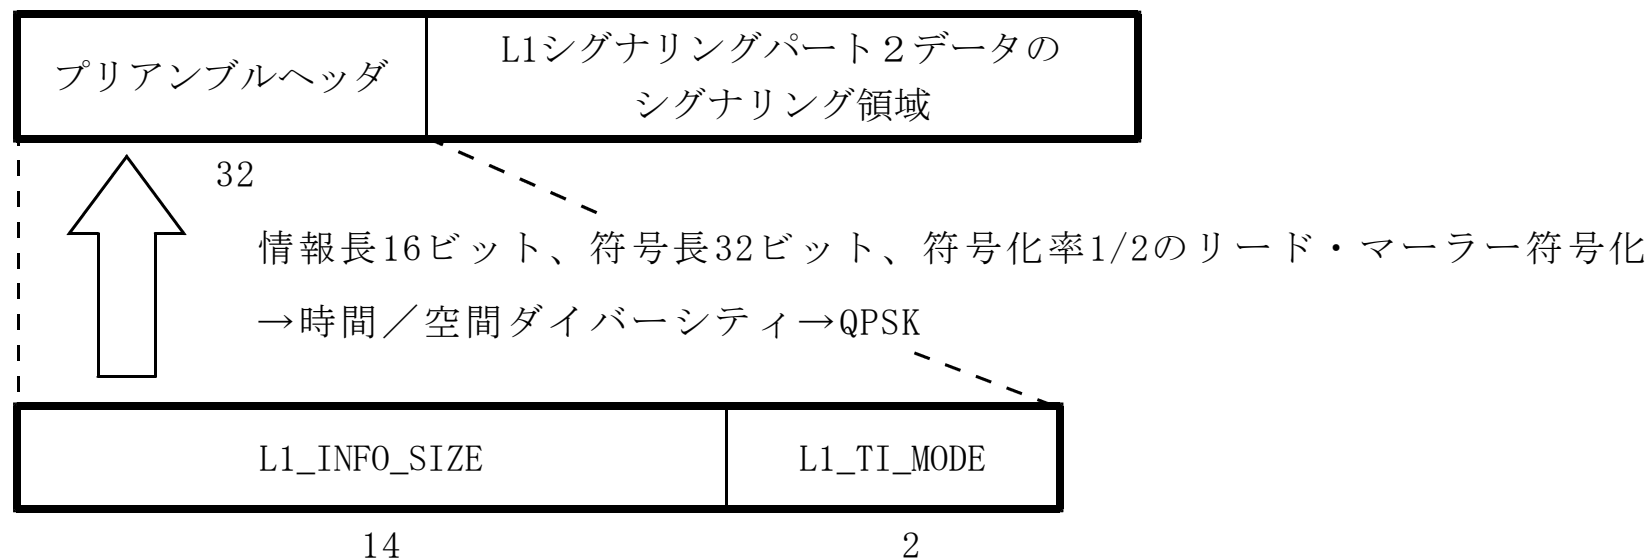 プリアンブルヘッダ
L1シグナリングパート２データの
シグナリング領域
32
情報長16ビット、符号長32ビット、符号化率1/2のリード・マーラー符号化
→時間／空間ダイバーシティ→QPSK
L1_INFO_SIZE
L1_TI_MODE
14
2